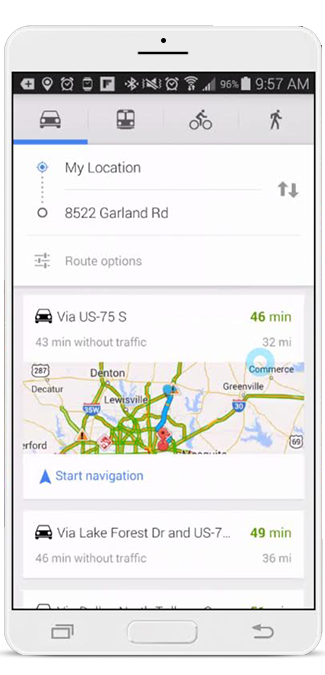 96% 9:57 AM
My Location
8522 Garland Rd
Route options
Via US-75 S 46 min
43 min without traffic 32 mi
287 Denton Commerce
Decatur Greenville
Lewisville
35W 30
69
erford
Start navigation
Via Lake Forest Dr and US-7... 49 min
46 min without traffic 36 mi